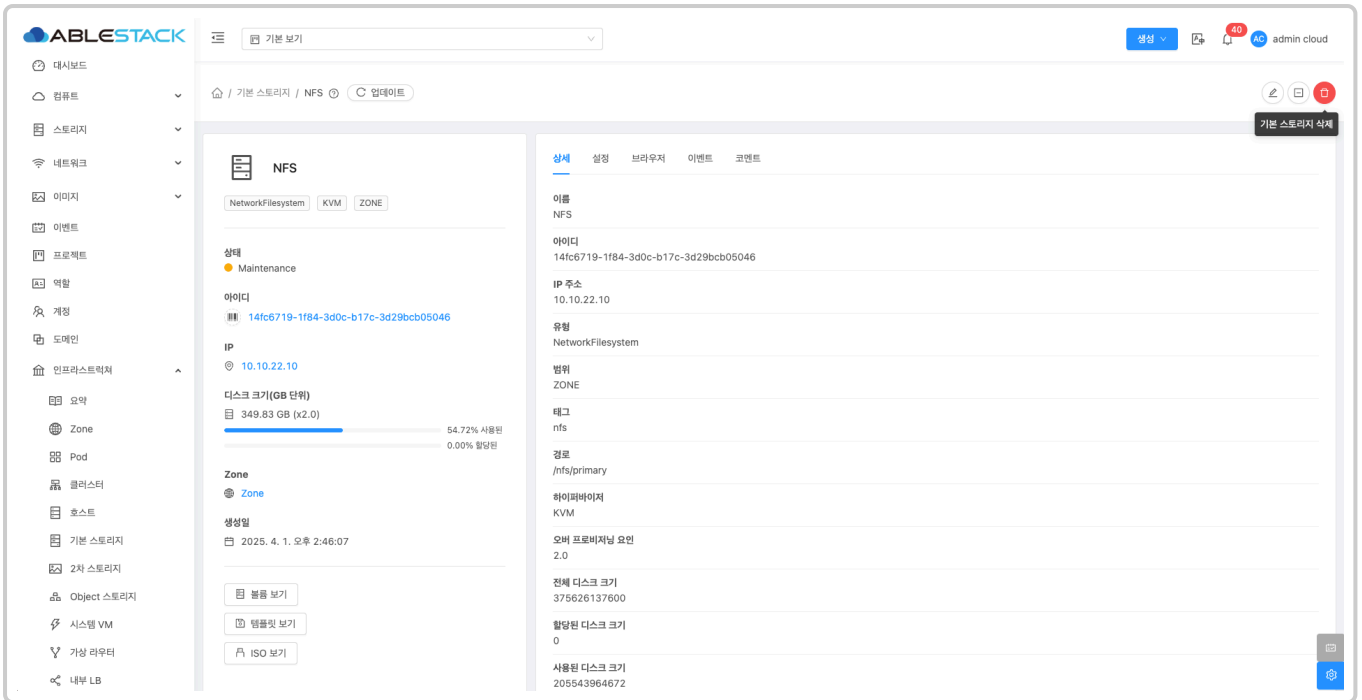 ABLESTACK
기본 보기
생성
40
AC
admin cloud
대시보드
컴퓨트
스토리지
네트워크
이미지
이벤트
프로젝트
역할
계정
도메인
인프라스트럭쳐
요약
Zone
Pod
클러스터
호스트
기본 스토리지
2차 스토리지
Object 스토리지
시스템 VM
가상 라우터
내부 LB
/ 기본 스토리지 / NFS
업데이트
기본 스토리지 삭제
NFS
NetworkFilesystem
KVM
ZONE
상태
Maintenance
아이디
14fc6719-1f84-3d0c-b17c-3d29bcb05046
IP
10.10.22.10
디스크 크기(GB 단위)
349.83 GB (x2.0)
54.72% 사용된
0.00% 할당된
Zone
Zone
생성일
2025. 4. 1. 오후 2:46:07
볼륨 보기
템플릿 보기
ISO 보기
상세
설정
브라우저
이벤트
코멘트
이름
NFS
아이디
14fc6719-1f84-3d0c-b17c-3d29bcb05046
IP 주소
10.10.22.10
유형
NetworkFilesystem
범위
ZONE
태그
nfs
경로
/nfs/primary
하이퍼바이저
KVM
오버 프로비저닝 요인
2.0
전체 디스크 크기
375626137600
할당된 디스크 크기
0
사용된 디스크 크기
205543964672